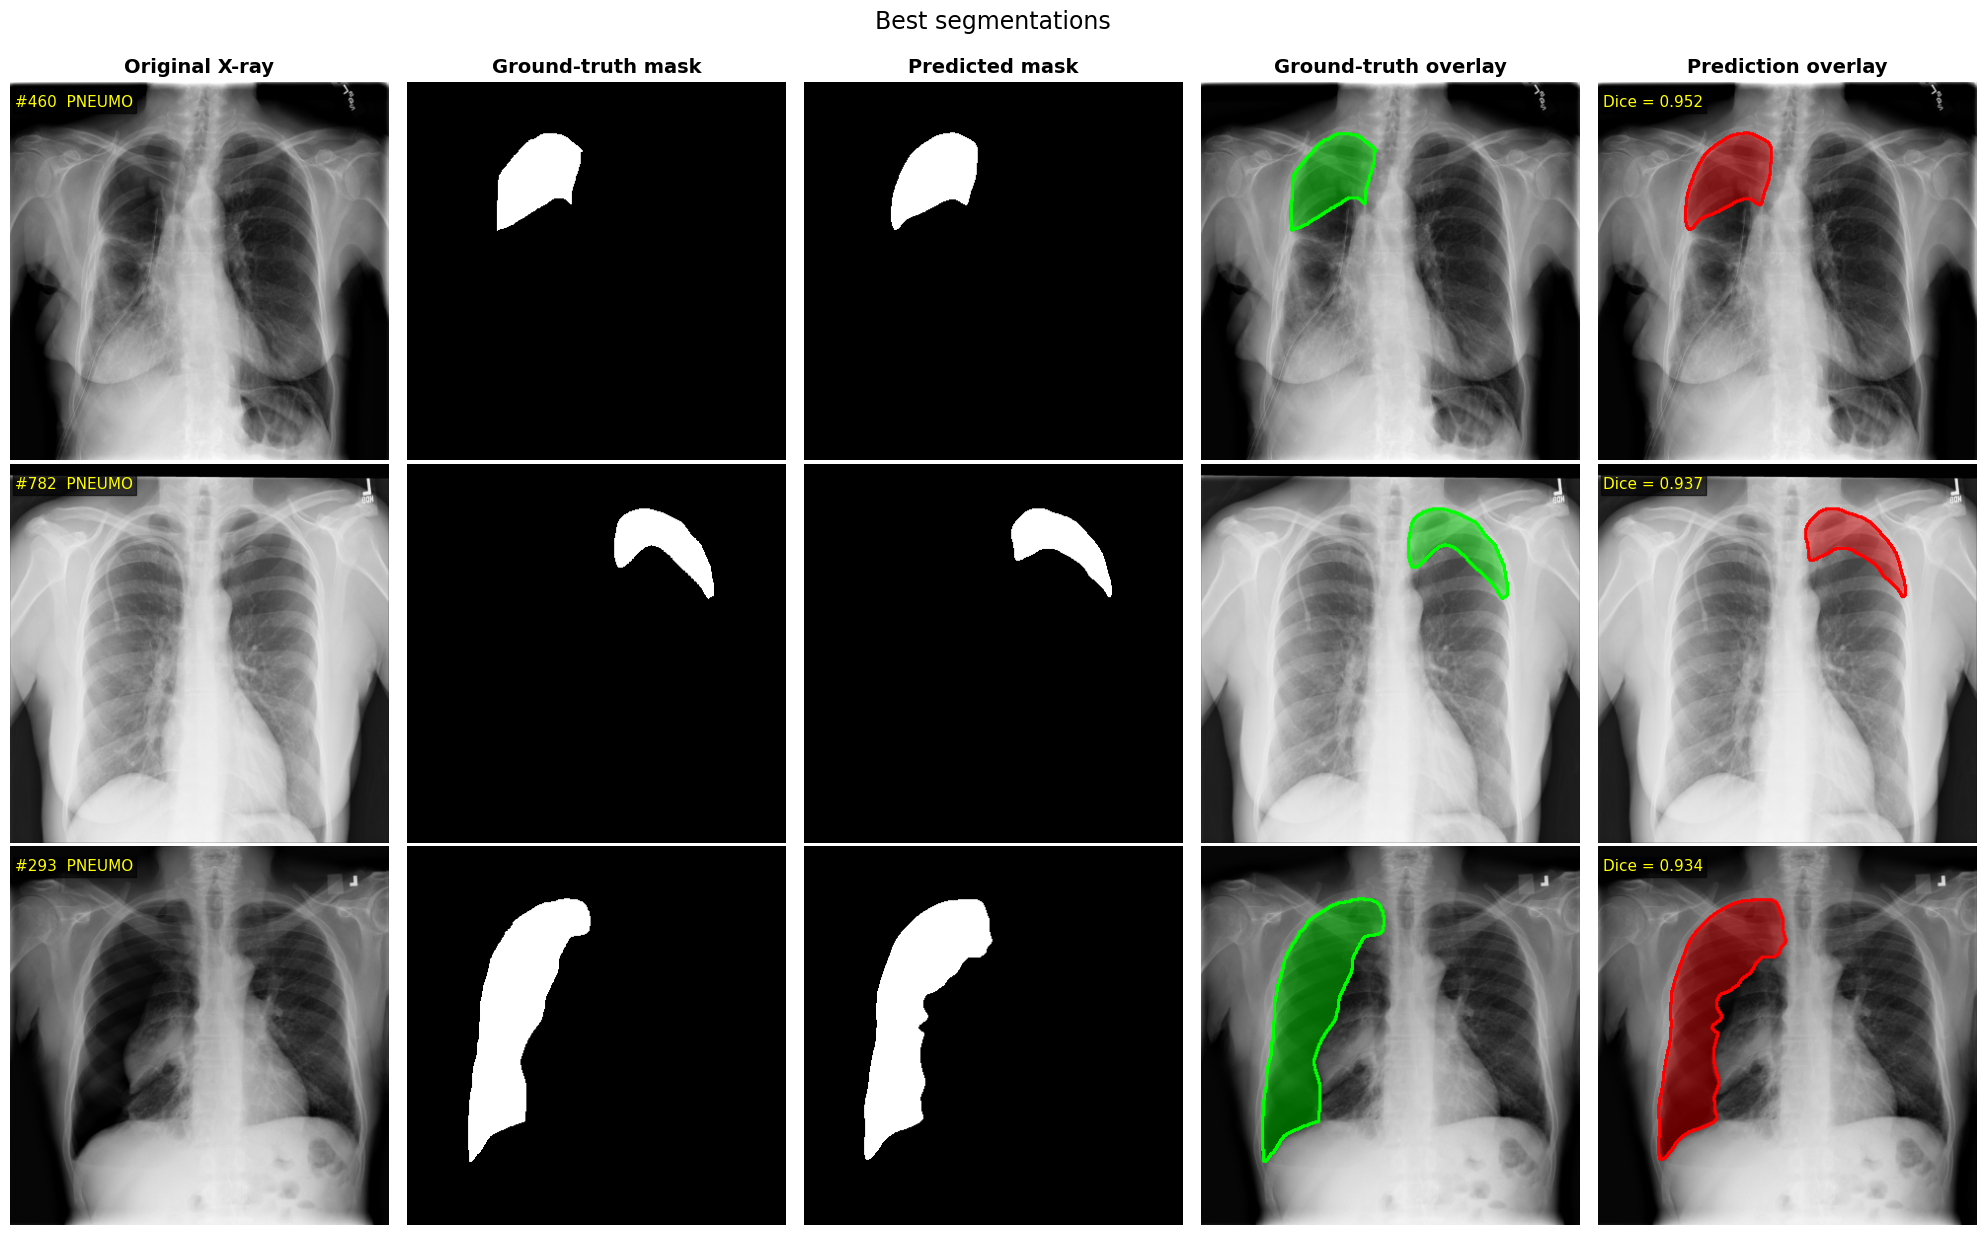 Best segmentations
Original X-ray
Ground-truth mask
Predicted mask
Ground-truth overlay
Prediction overlay
#460 PNEUMO
Dice = 0.952
#782 PNEUMO
L
Dice = 0.937
L
L
#293 PNEUMO
L
L
Dice = 0.934
L